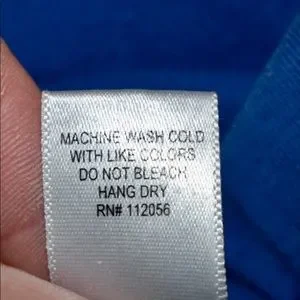 MACHINE WASH COLD
WITH LIKE COLORS
DO NOT BLEACH
HANG DRY
RN# 112056